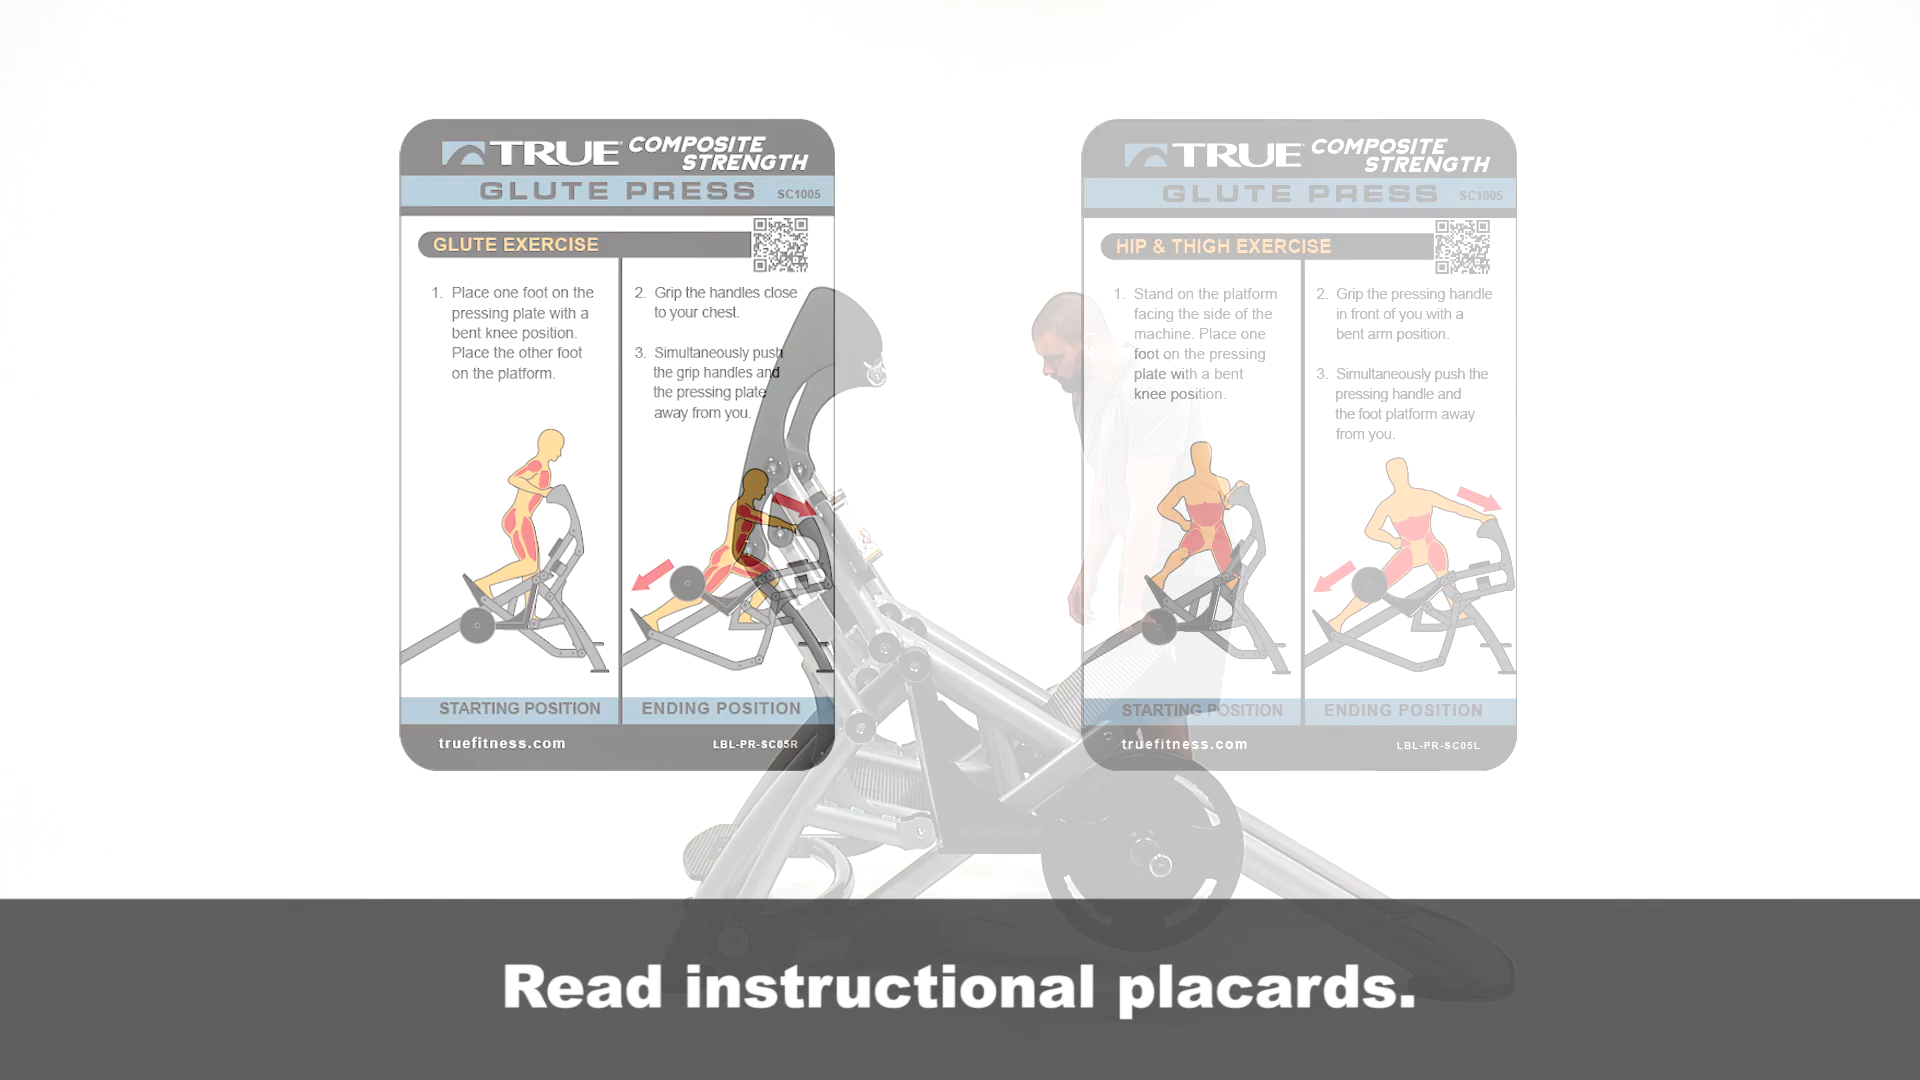 TRUE COMPOSITE STRENGTH
GLUTE PRESS SC1005
GLUTE EXERCISE
1. Place one foot on the
pressing plate with a
bent knee position.
Place the other foot
on the platform.
2. Grip the handles close
to your chest.
3. Simultaneously push
the grip handles and
the pressing plate
away from you.
STARTING POSITION
ENDING POSITION
truefitness.com
LBL-PR-SC05R
TRUE COMPOSITE STRENGTH
GLUTE PRESS SC1005
HIP & THIGH EXERCISE
1. Stand on the platform
facing the side of the
machine. Place one
foot on the pressing
plate with a bent
knee position.
2. Grip the pressing handle
in front of you with a
bent arm position.
3. Simultaneously push the
pressing handle and
the foot platform away
from you.
STARTING POSITION
ENDING POSITION
truefitness.com
LBL-PR-SC05L
Read instructional placards.